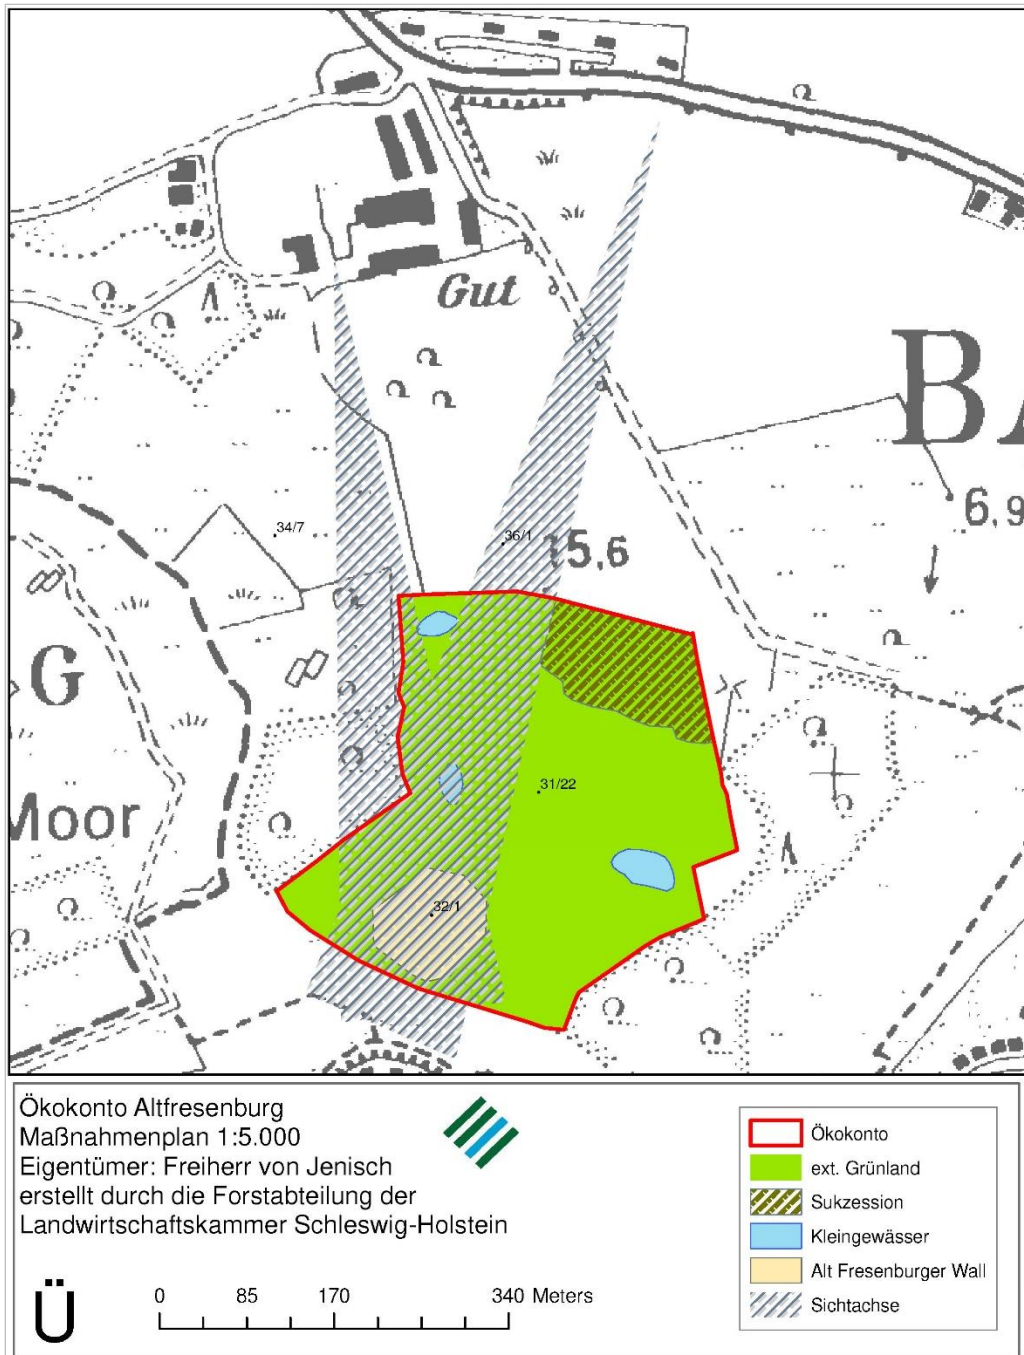 Gut
BA
6,9
34/7
36/1
15,6
G
31/22
Moor
32/1
Ökokonto Altfresenburg
Maßnahmenplan 1:5.000
Eigentümer: Freiherr von Jenisch
erstellt durch die Forstabteilung der
Landwirtschaftskammer Schleswig-Holstein
Ü
0 85 170 340 Meters
Ökokonto
ext. Grünland
Sukzession
Kleingewässer
Alt Fresenburger Wall
Sichtachse